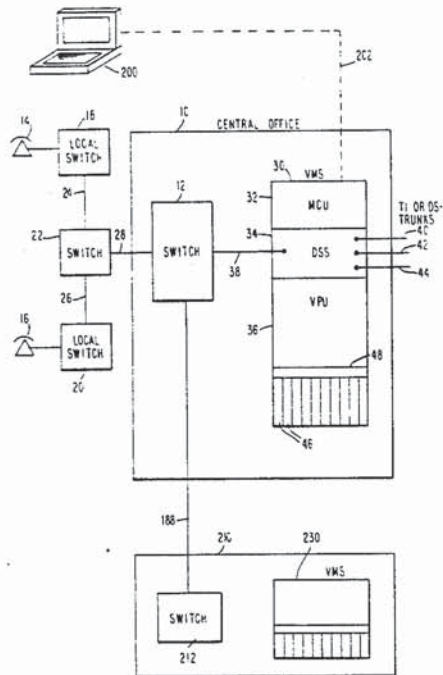 200
202
10
CENTRAL OFFICE
14
LOCAL SWITCH
24
12
SWITCH
30
VMS
32
MCU
34
DSS
T1 OR DS-
TRUNKS
40
42
44
22
SWITCH
28
38
26
16
LOCAL SWITCH
20
VPU
36
48
46
188
210
230
VMS
SWITCH
212